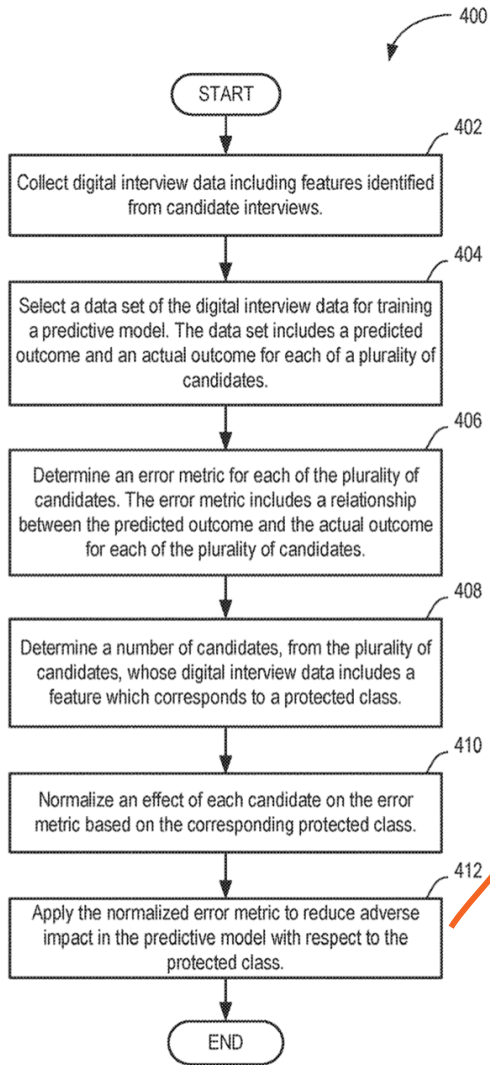 400
START
402
Collect digital interview data including features identified
from candidate interviews.
404
Select a data set of the digital interview data for training
a predictive model. The data set includes a predicted
outcome and an actual outcome for each of a plurality of
candidates.
406
Determine an error metric for each of the plurality of
candidates. The error metric includes a relationship
between the predicted outcome and the actual outcome
for each of the plurality of candidates.
408
Determine a number of candidates, from the plurality of
candidates, whose digital interview data includes a
feature which corresponds to a protected class.
410
Normalize an effect of each candidate on the error
metric based on the corresponding protected class.
412
Apply the normalized error metric to reduce adverse
impact in the predictive model with respect to the
protected class.
END